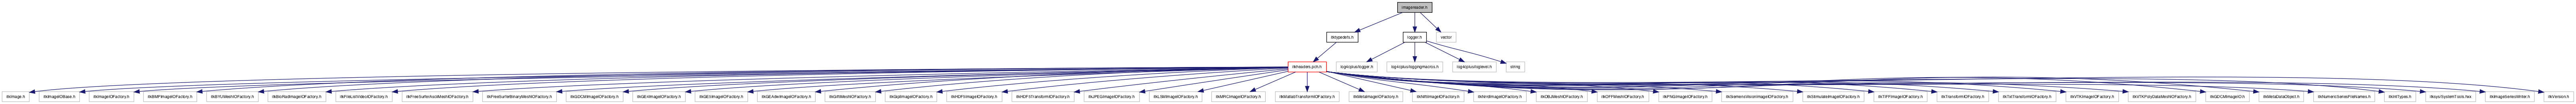 imagereader.h
itktypedefs.h
logger.h
vector
itkheaders.pch.h
log4cplus/logger.h
log4cplus/loggingmacros.h
log4cplus/loglevel.h
string
itkImage.h
itkImageIOBase.h
itkImageIOFactory.h
itkBMPImageIOFactory.h
itkBYUMeshIOFactory.h
itkBioRadImageIOFactory.h
itkFreeSurferAsciiMeshIOFactory.h
itkFreeSurferBinaryMeshIOFactory.h
itkGDCMImageIOFactory.h
itkGE4ImageIOFactory.h
itkGE5ImageIOFactory.h
itkGEAdwImageIOFactory.h
itkGiftiMeshIOFactory.h
itkGiplImageIOFactory.h
itkHDF5ImageIOFactory.h
itkHDF5TransformIOFactory.h
itkJPEGImageIOFactory.h
itkLSMImageIOFactory.h
itkMRCImageIOFactory.h
itkMatlabTransformIOFactory.h
itkMetaImageIOFactory.h
itkNiftiImageIOFactory.h
itkNrrdImageIOFactory.h
itkOBJMeshIOFactory.h
itkOFFMeshIOFactory.h
itkPNGImageIOFactory.h
itkSiemensVisionImageIOFactory.h
itkStimulateImageIOFactory.h
itkTIFFImageIOFactory.h
itkTransformIOFactory.h
itkTxtTransformIOFactory.h
itkVTKImageIOFactory.h
itkVTKPolyDataMeshIOFactory.h
itkGDCMImageIO.h
itkMetaDataObject.h
itkNumericSeriesFileNames.h
itkIntTypes.h
itksys/SystemTools.hxx
itkImageSeriesWriter.h
itkVersion.h